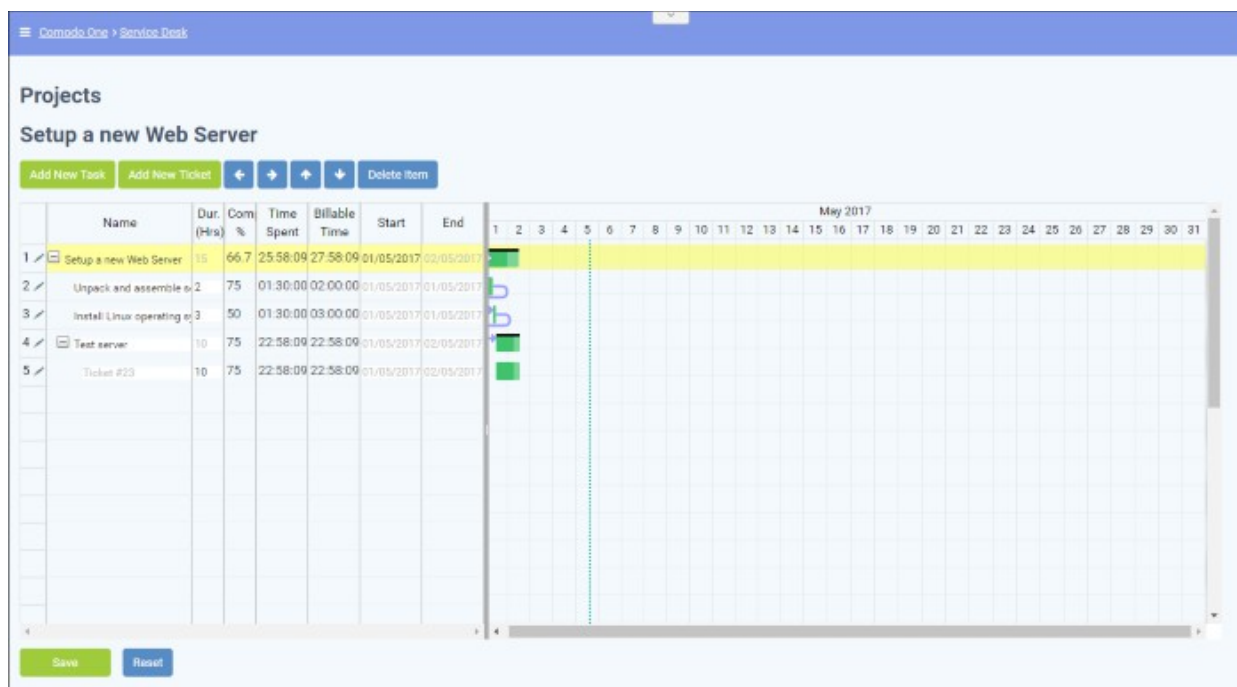 Comodo One > Service Desk
Projects
Setup a new Web Server
Add New Task Add New Ticket Delete Item
Name Dur. (Hrs) Com % Time Spent Billable Time Start End
May 2017
1 2 3 4 5 6 7 8 9 10 11 12 13 14 15 16 17 18 19 20 21 22 23 24 25 26 27 28 29 30 31
1 Setup a new Web Server 15 66.7 25:58:09 27:58:09 01/05/2017 02/05/2017
2 Unpack and assemble s 2 75 01:30:00 02:00:00 01/05/2017 01/05/2017
3 Install Linux operating sy 3 50 01:30:00 03:00:00 01/05/2017 01/05/2017
4 Test server 10 75 22:58:09 22:58:09 01/05/2017 02/05/2017
5 Ticket #23 10 75 22:58:09 22:58:09 01/05/2017 02/05/2017
Save Reset